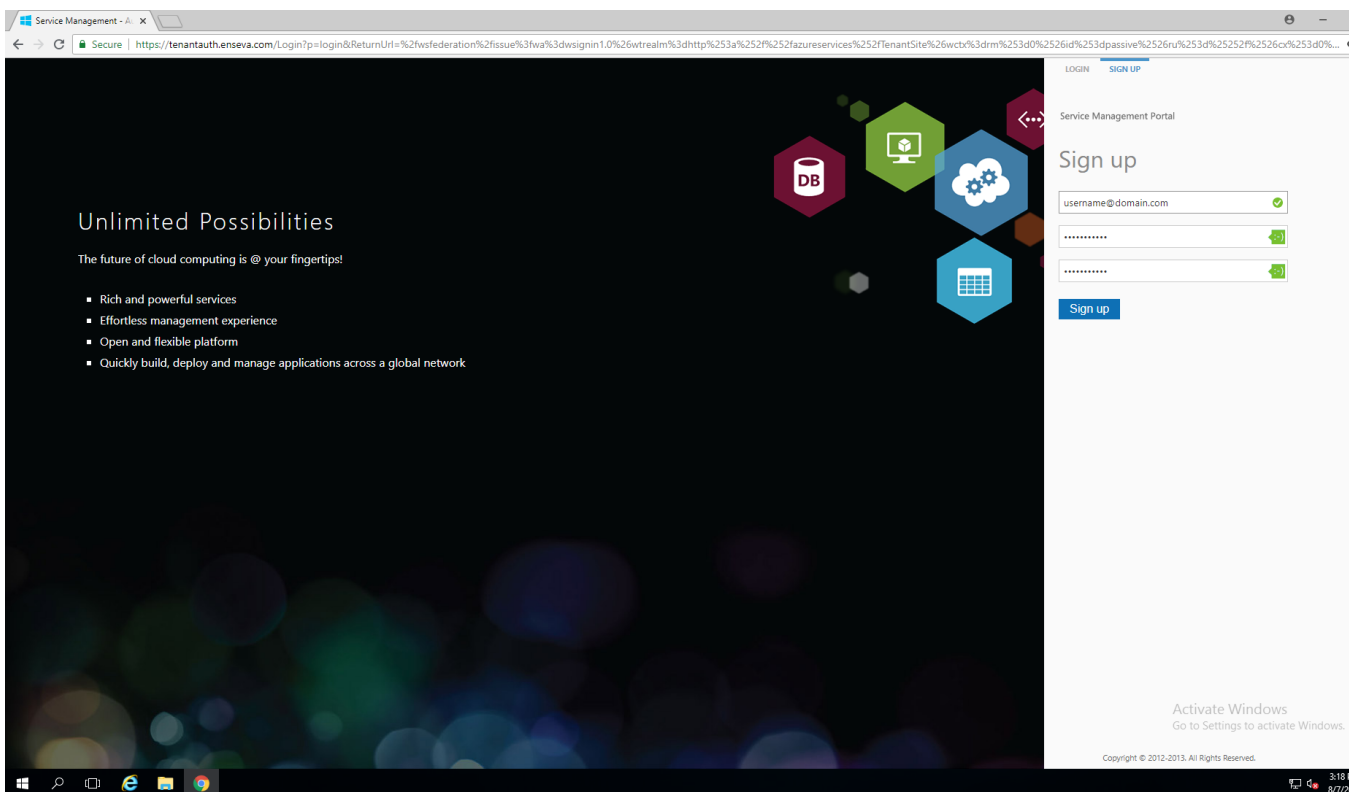 Service Management - A
Secure | https://tenantauth.enseva.com/Login?p=login&ReturnUrl=%2fwsfederation%2fissue%3fwa%3dwsignin1.0%26wtrealm%3dhttp%253a%252f%252fazureservices%252fTenantSite%26wctx%3drm%253d0%2526id%253dpassive%2526ru%253d%25252f%2526cx%253d0%...
LOGIN SIGN UP
Service Management Portal
Sign up
username@domain.com
Sign up
DB
Unlimited Possibilities
The future of cloud computing is @ your fingertips!
Rich and powerful services
Effortless management experience
Open and flexible platform
Quickly build, deploy and manage applications across a global network
Activate Windows
Go to Settings to activate Windows.
Copyright © 2012-2013. All Rights Reserved.
3:18
8/7/2